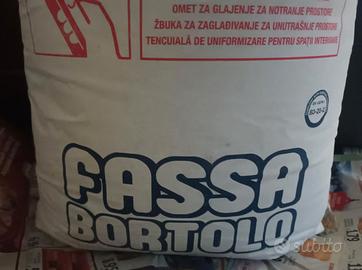 OMET ZA GLAJENJE ZA NOTRANJE PROSTORE
ŽBUKA ZA ZAGLAĐIVANJE ZA UNUTRAŠNJE PROSTORE
TENCUIALĂ DE UNIFORMIZARE PENTRU SPAȚII INTERIOARE
FASSA
BORTOLO
subito